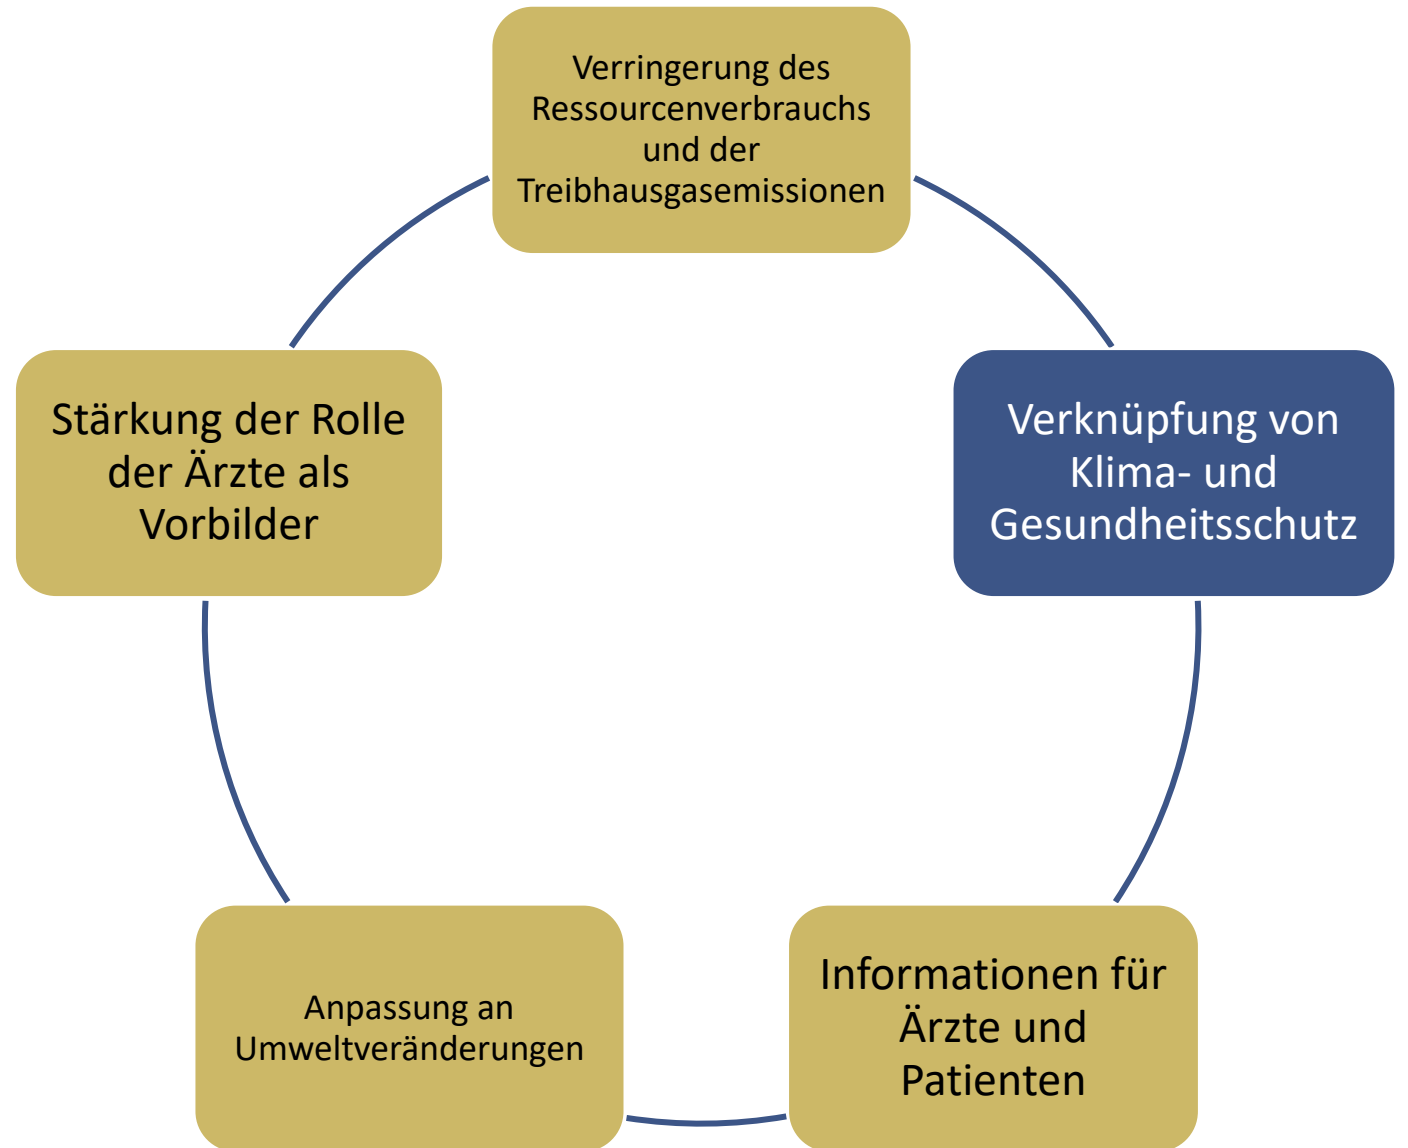 Verringerung des
Ressourcenverbrauchs
und der
Treibhausgasemissionen
Verknüpfung von
Klima- und
Gesundheitsschutz
Informationen für
Ärzte und
Patienten
Anpassung an
Umweltveränderungen
Stärkung der Rolle
der Ärzte als
Vorbilder